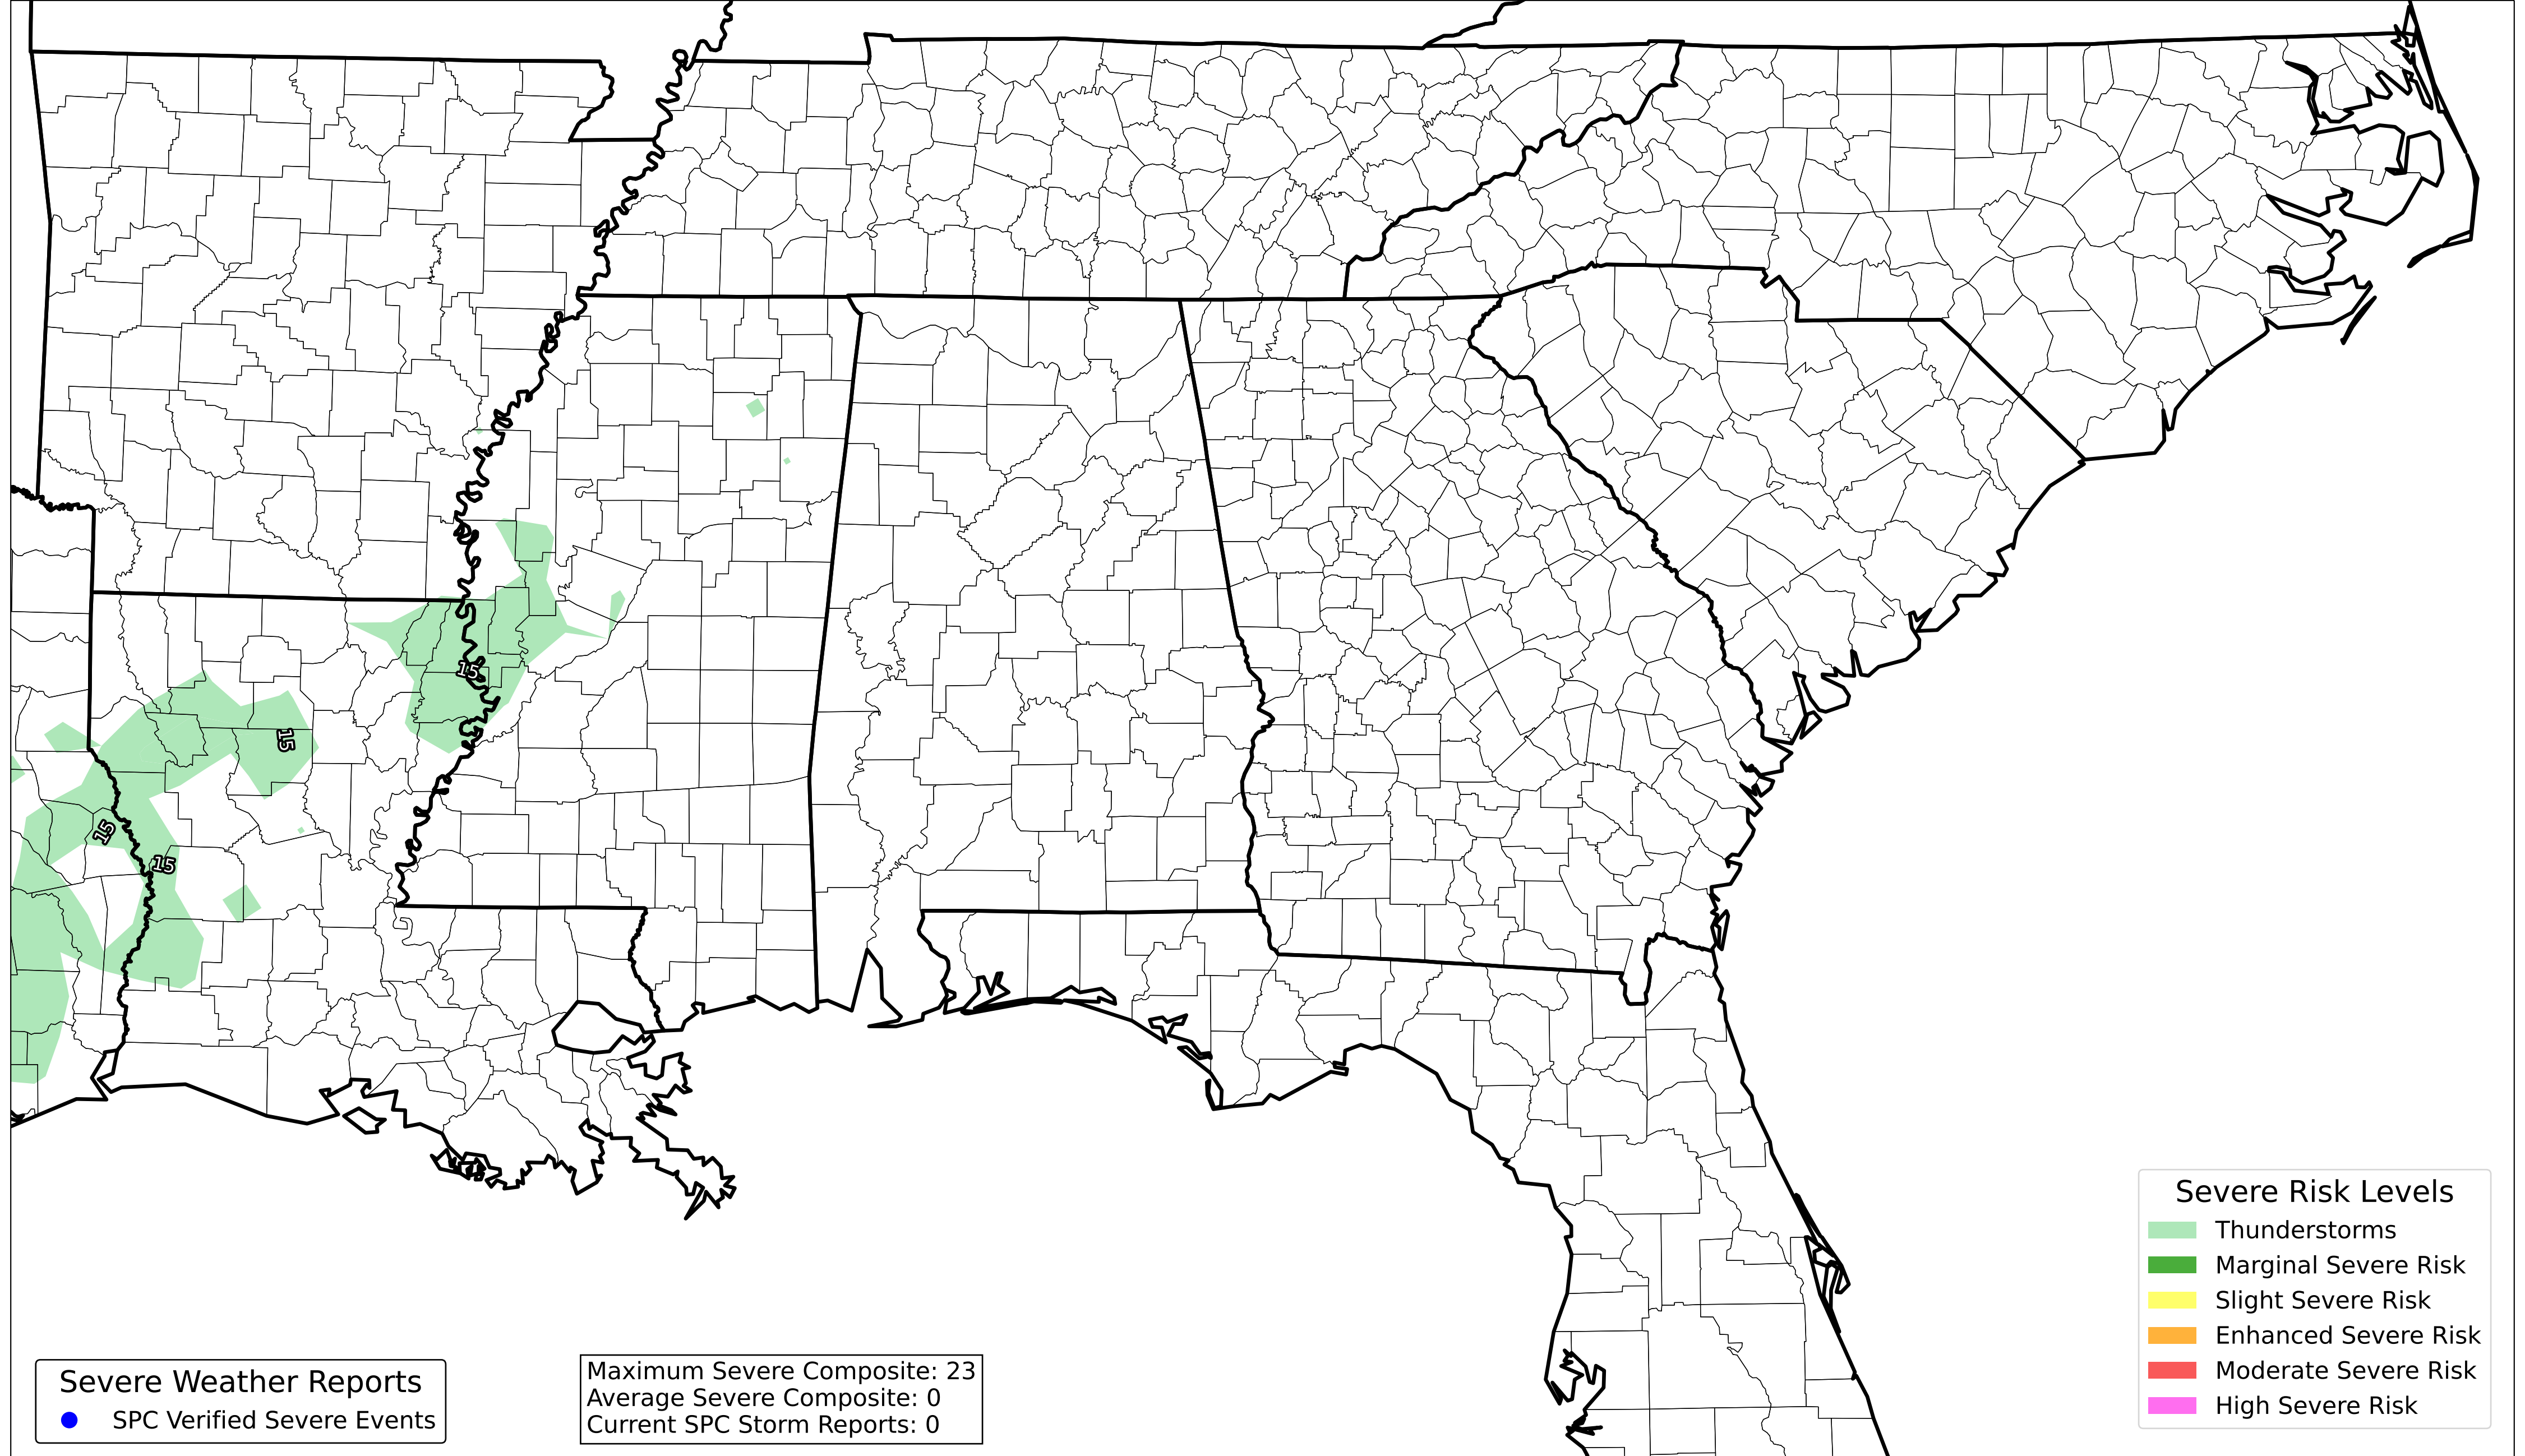 15
15
15
15
Severe Risk Levels
Thunderstorms
Marginal Severe Risk
Slight Severe Risk
Enhanced Severe Risk
Moderate Severe Risk
High Severe Risk
Severe Weather Reports
SPC Verified Severe Events
Maximum Severe Composite: 23
Average Severe Composite: 0
Current SPC Storm Reports: 0